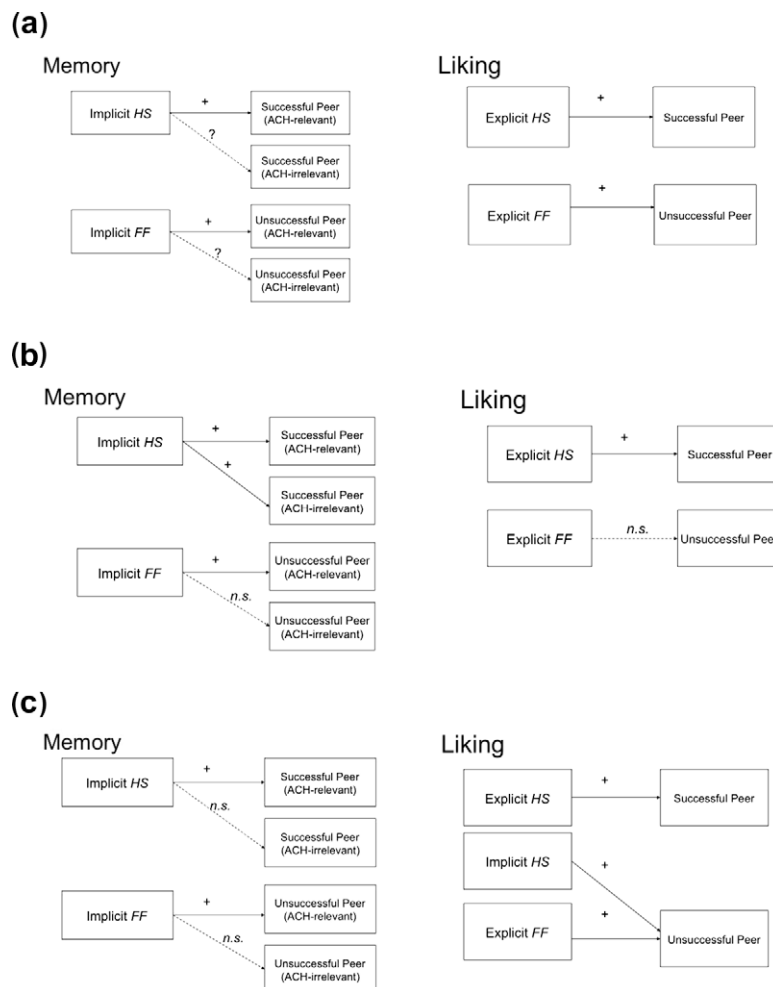 (a)
Memory
Implicit HS
+
?
Successful Peer
(ACH-relevant)
Successful Peer
(ACH-irrelevant)
Implicit FF
+
?
Unsuccessful Peer
(ACH-relevant)
Unsuccessful Peer
(ACH-irrelevant)
Liking
Explicit HS
+
Successful Peer
Explicit FF
+
Unsuccessful Peer
(b)
Memory
Implicit HS
+
+
Successful Peer
(ACH-relevant)
Successful Peer
(ACH-irrelevant)
Implicit FF
+
n.s.
Unsuccessful Peer
(ACH-relevant)
Unsuccessful Peer
(ACH-irrelevant)
Liking
Explicit HS
+
Successful Peer
Explicit FF
n.s.
Unsuccessful Peer
(c)
Memory
Implicit HS
+
n.s.
Successful Peer
(ACH-relevant)
Successful Peer
(ACH-irrelevant)
Implicit FF
+
n.s.
Unsuccessful Peer
(ACH-relevant)
Unsuccessful Peer
(ACH-irrelevant)
Liking
Explicit HS
+
Successful Peer
Implicit HS
+
Explicit FF
+
Unsuccessful Peer